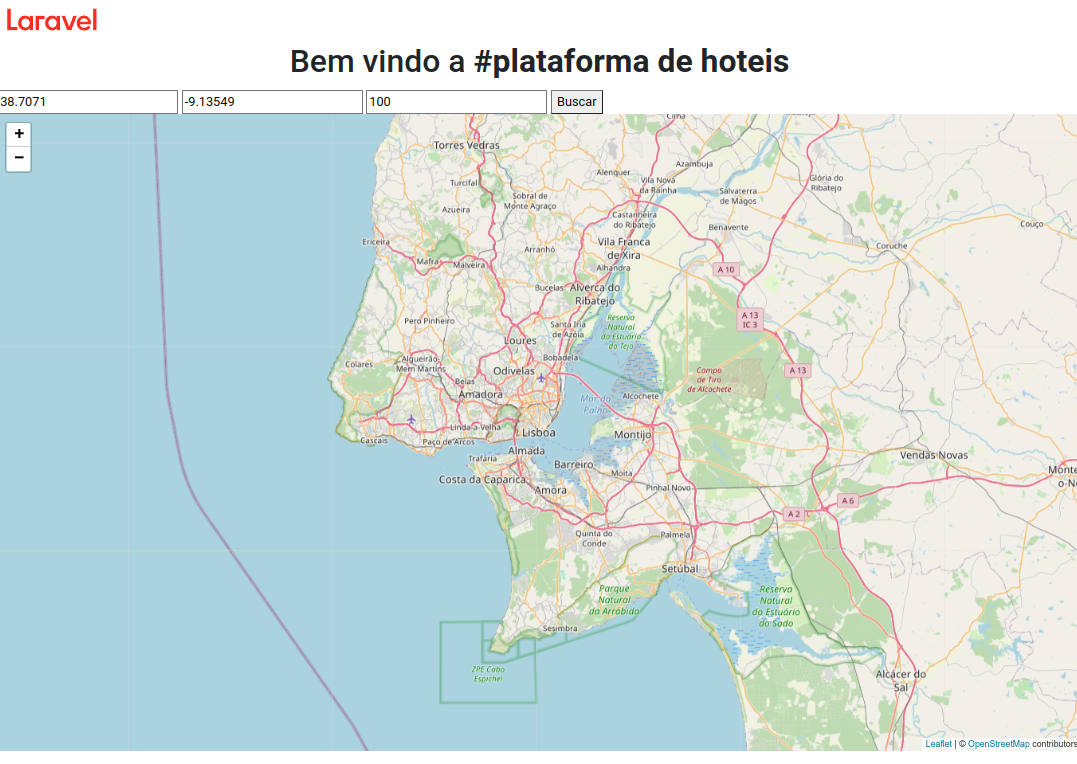 Laravel
Bem vindo a #plataforma de hoteis
38.7071 -9.13549 100 Buscar
+
−
Torres Vedras
Turcifal
Azueira
Sobral de
Monte Agraço
Alenquer
Azambuja
Vila Nova
da Rainha
Castanheira
do Ribatejo
Salvaterra
de Magos
Glória do
Ribatejo
Benavente
Coruche
Couço
Ericeira
Mafra
Malveira
Arranhó
Vila Franca
de Xira
Alhandra
A 10
Bucelas
Alverca do
Ribatejo
Pero Pinheiro
Santa Iria
de Azoia
Reserva
Natural
do Estuário
do Tejo
A 13
IC 3
Loures
Bobadela
Colares
Algueirão-
Mem Martins
Odivelas
Belas
Amadora
Campo
de Tiro
de Alcochete
A 13
Mar da
Palha
Alcochete
Linda-a-Velha
Lisboa
Montijo
Cascais
Paço de Arcos
Almada
Trafaria
Barreiro
Moita
Costa da Caparica
Amora
Pinhal Novo
Vendas Novas
A 6
A 2
Quinta do
Conde
Palmela
Setúbal
Parque
Natural
da Arrábida
Reserva
Natural
do Estuário
do Sado
Sesimbra
ZPE Cabo
Espichel
Alcácer do
Sal
Leaflet | © OpenStreetMap contributors